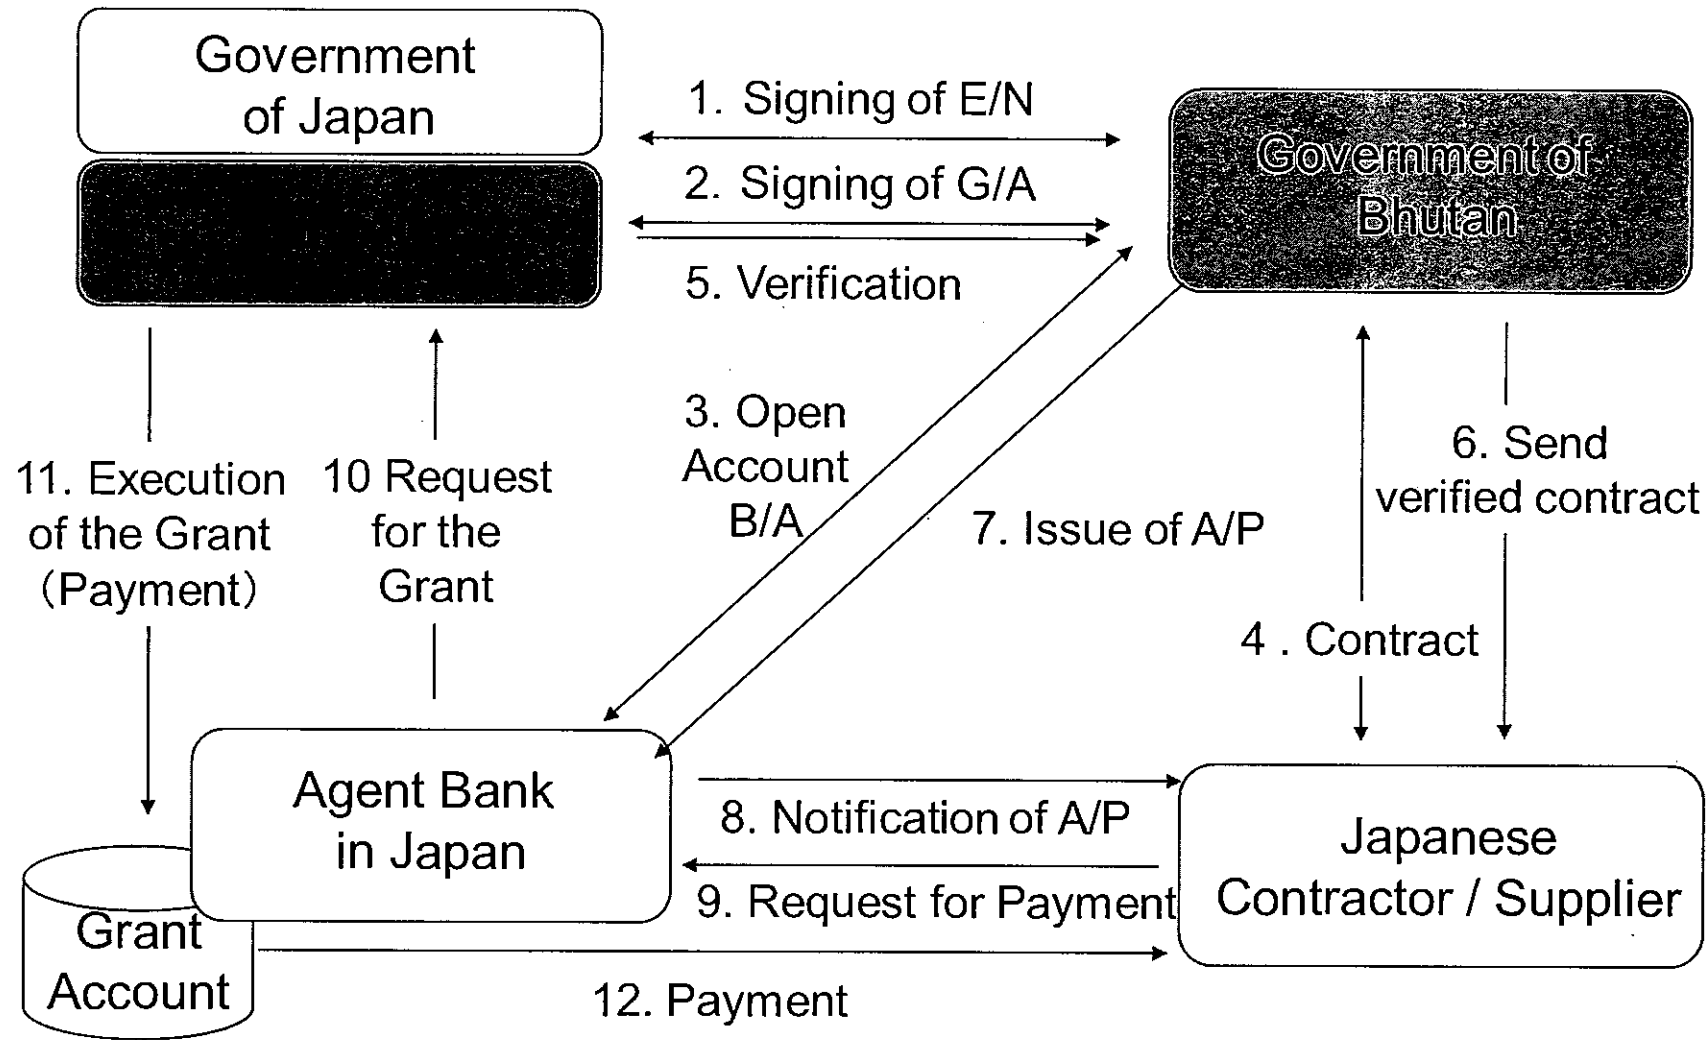 Government
of Japan
1. Signing of E/N
Government of
Bhutan
2. Signing of G/A
5. Verification
3. Open
Account
B/A
6. Send
verified contract
11. Execution
of the Grant
（Payment）
10 Request
for the
Grant
7. Issue of A/P
4 . Contract
Agent Bank
in Japan
8. Notification of A/P
Japanese
Contractor / Supplier
9. Request for Payment
Grant
Account
12. Payment